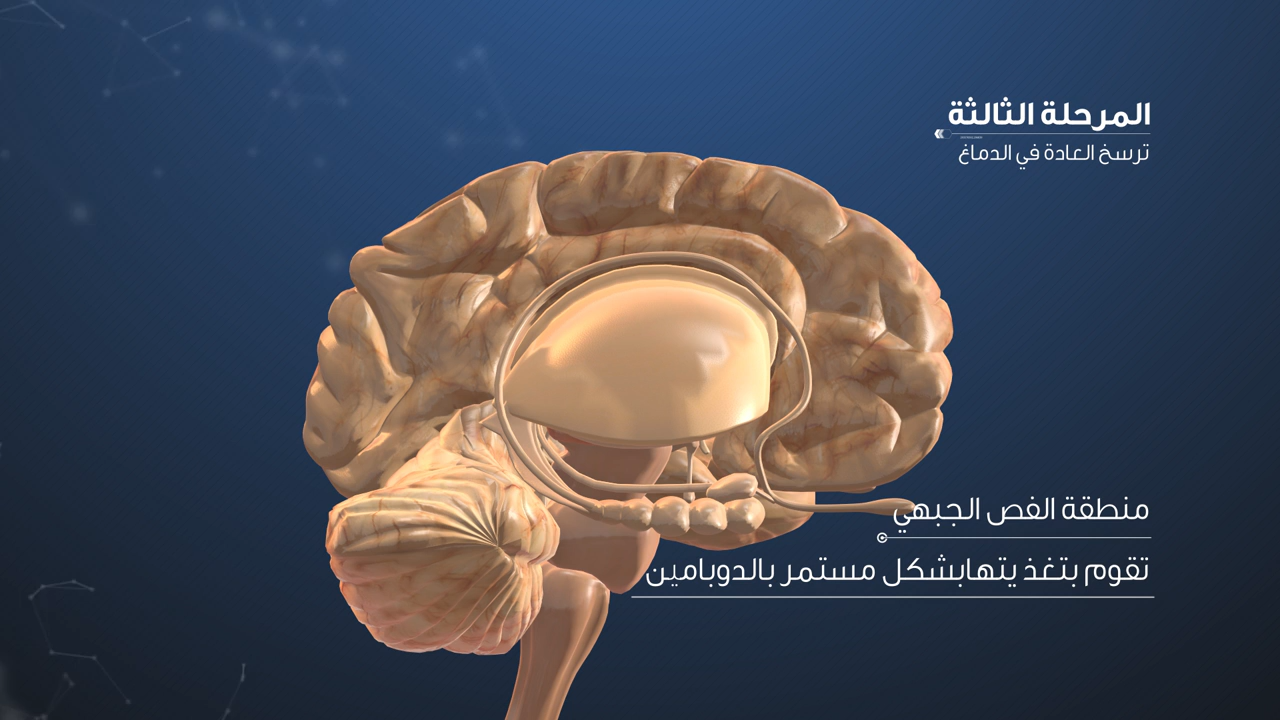 المرحلة الثالثة
ترسخ العادة في الدماغ
منطقة الفص الجبهي
تقوم بتغذ يتهابشكل مستمر بالدوبامين